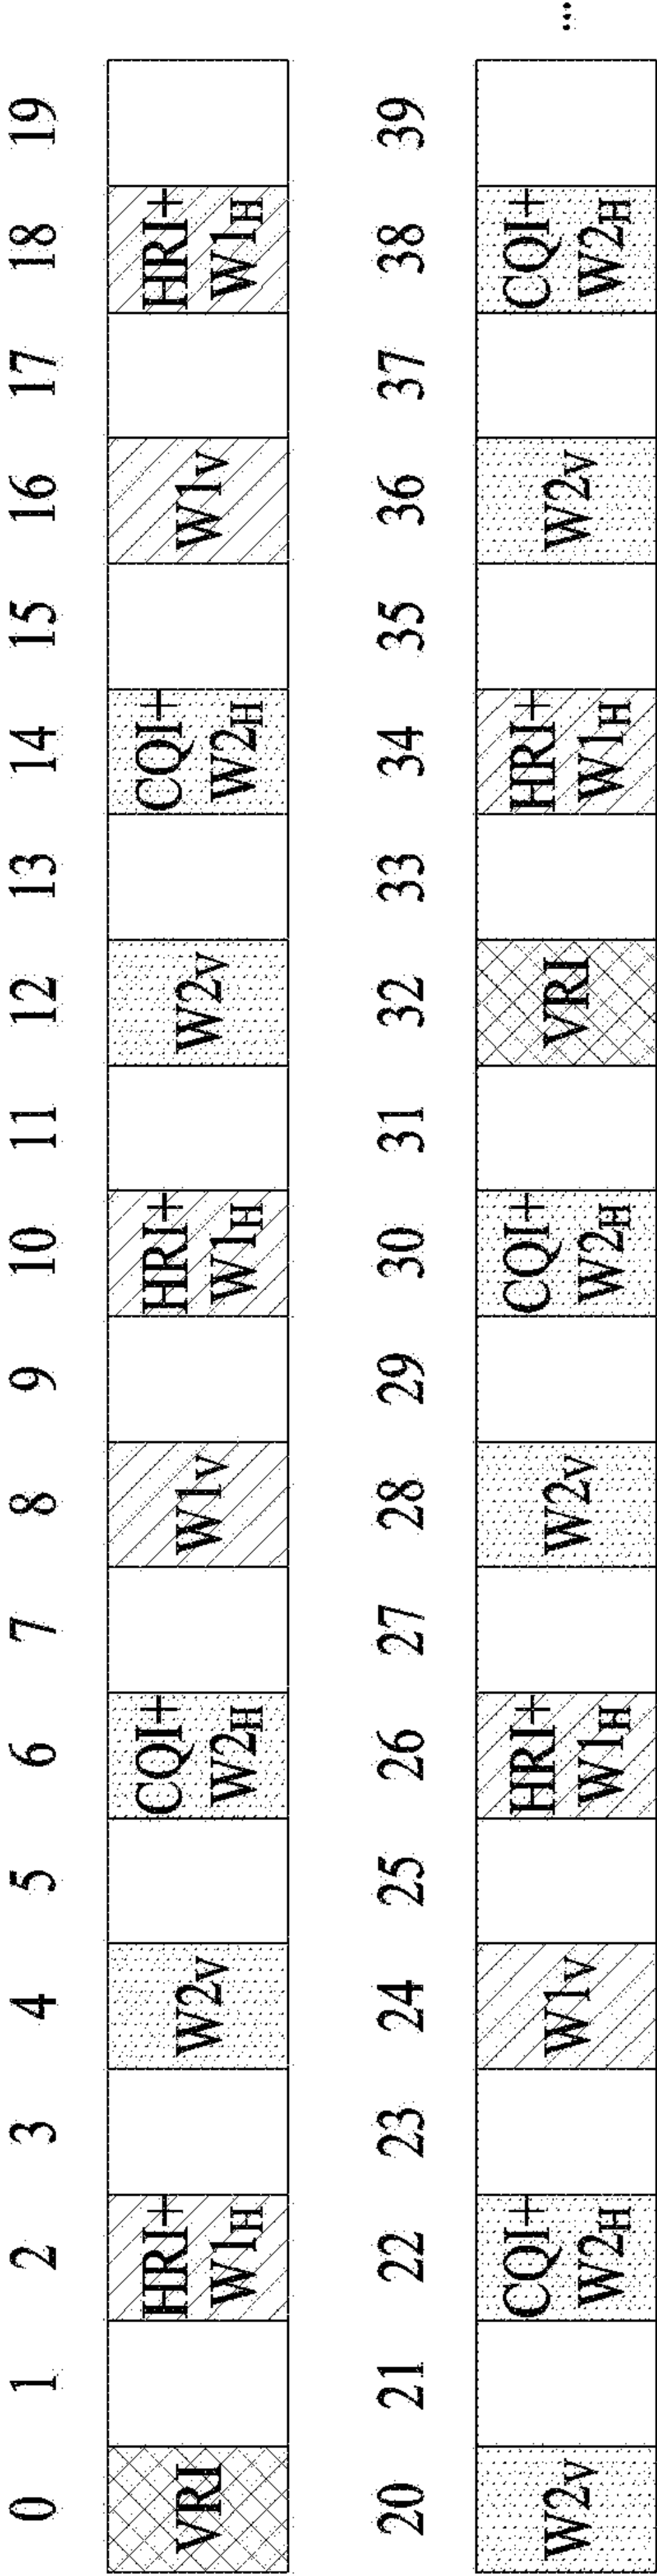 0 1 2 3 4 5 6 7 8 9 10 11 12 13 14 15 16 17 18 19
VRI HRI+ W2V CQI+ W1V HRI+ W2V CQI+ W1V HRI+
W1H W2H W1H W2H W1H
20 21 22 23 24 25 26 27 28 29 30 31 32 33 34 35 36 37 38 39
W2V CQI+ W1V HRI+ W2V CQI+ VRI HRI+ W2V CQI+
W2H W1H W2H W1H W2H
...